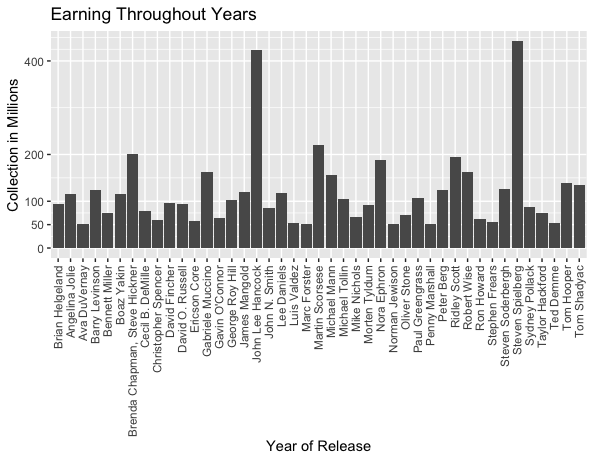 Earning Throughout Years
Collection in Millions
400
200
100
50
0
Brian Helgeland
Angelina Jolie
Ava DuVernay
Barry Levinson
Bennett Miller
Boaz Yakin
Brenda Chapman, Steve Hickner
Cecil B. DeMille
Christopher Spencer
David Fincher
David O. Russell
Ericson Core
Gabriele Muccino
Gavin O'Connor
George Roy Hill
James Mangold
John Lee Hancock
John N. Smith
Lee Daniels
Luis Valdez
Marc Forster
Martin Scorsese
Michael Mann
Michael Tollin
Mike Nichols
Morten Tyldum
Nora Ephron
Norman Jewison
Oliver Stone
Paul Greengrass
Penny Marshall
Peter Berg
Ridley Scott
Robert Wise
Ron Howard
Stephen Frears
Steven Soderbergh
Steven Spielberg
Sydney Pollack
Taylor Hackford
Ted Demme
Tom Hooper
Tom Shadyac
Year of Release